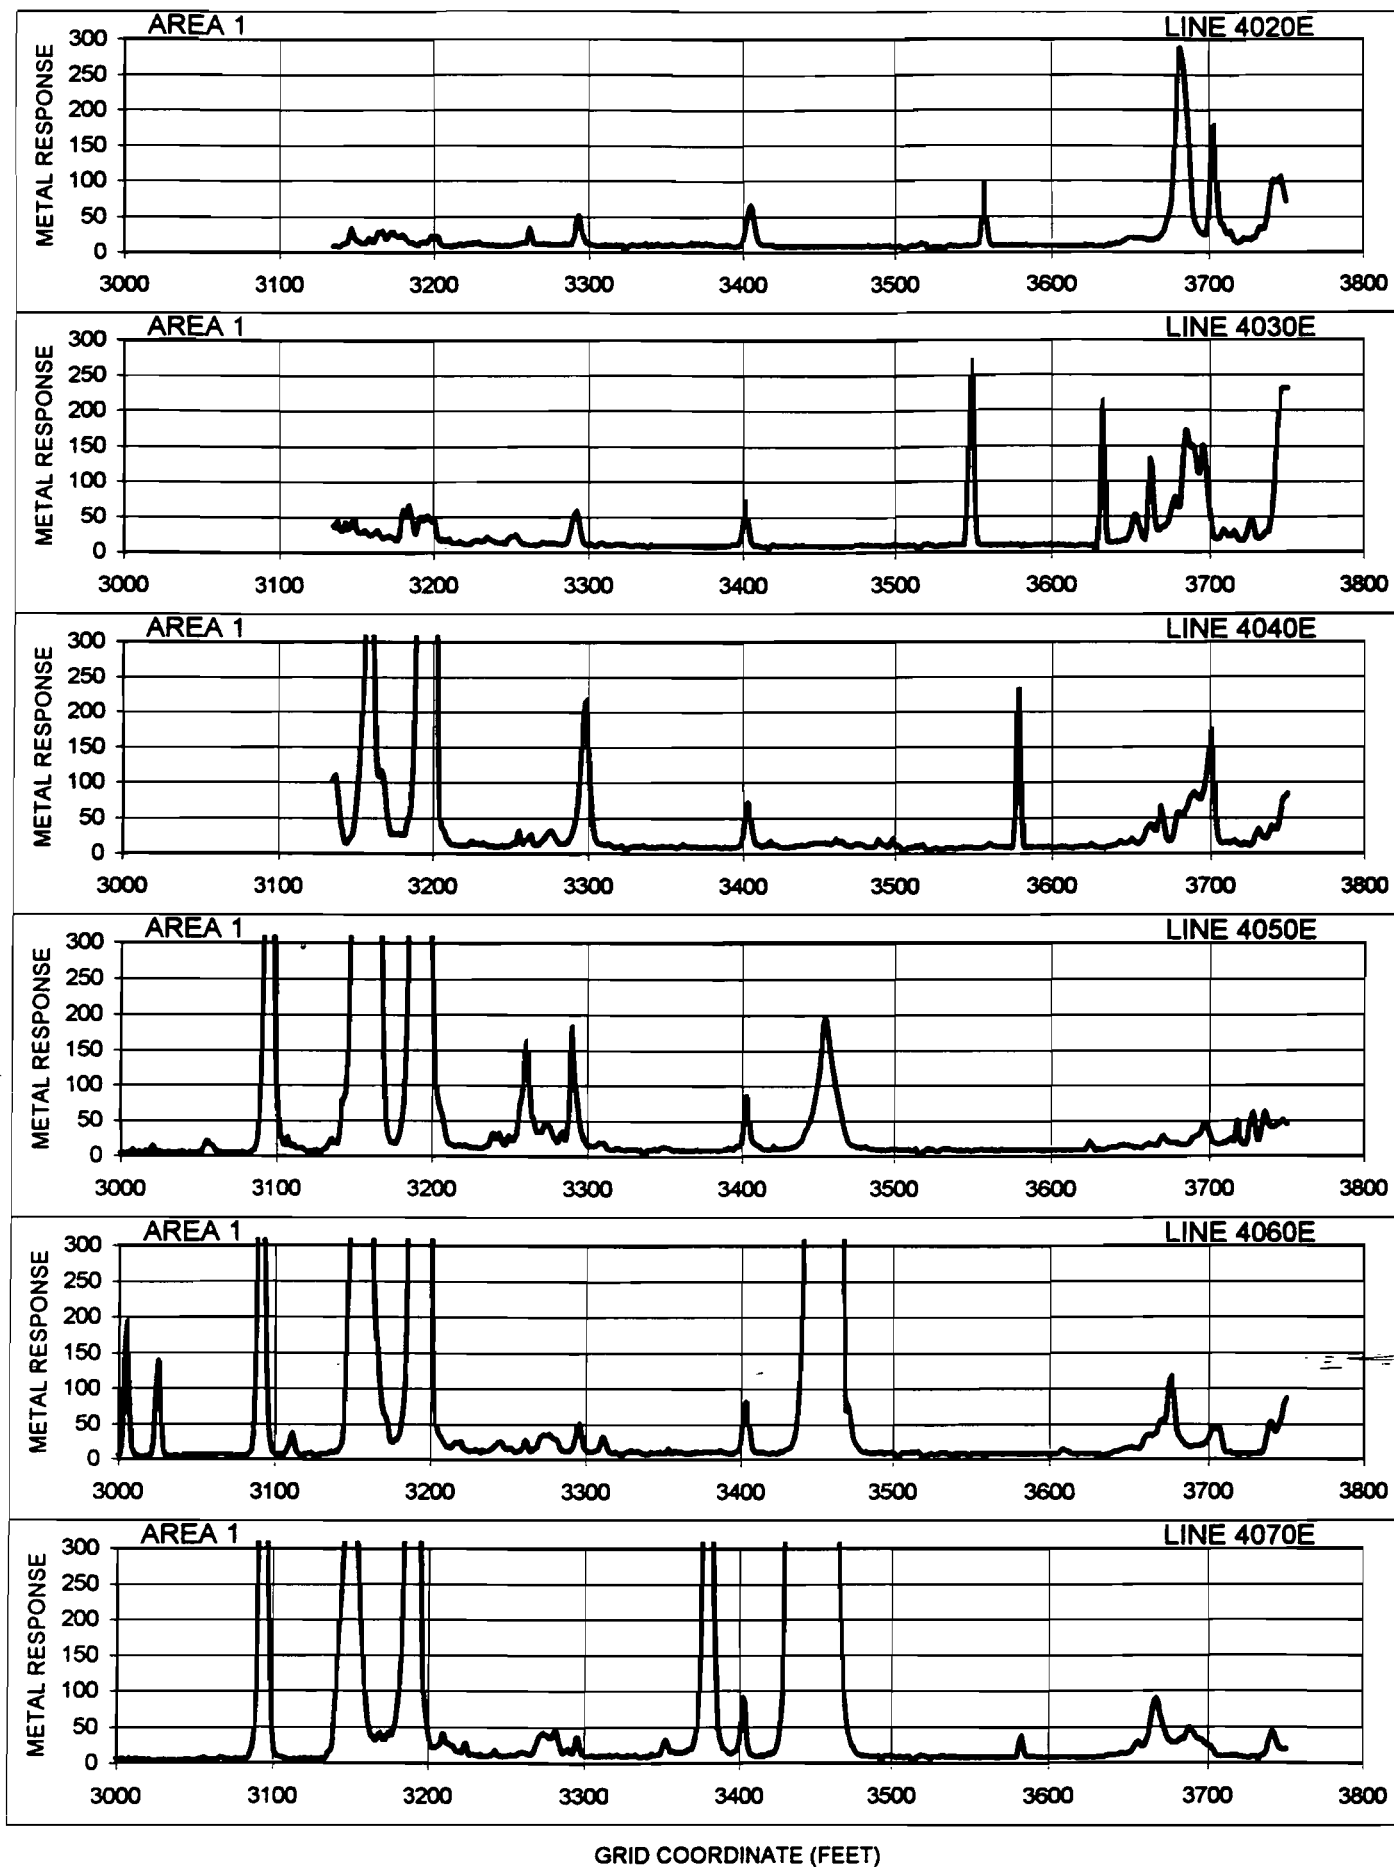 AREA 1 LINE 4020E
METAL RESPONSE
300
250
200
150
100
50
0
3000 3100 3200 3300 3400 3500 3600 3700 3800
AREA 1 LINE 4030E
METAL RESPONSE
300
250
200
150
100
50
0
3000 3100 3200 3300 3400 3500 3600 3700 3800
AREA 1 LINE 4040E
METAL RESPONSE
300
250
200
150
100
50
0
3000 3100 3200 3300 3400 3500 3600 3700 3800
AREA 1 LINE 4050E
METAL RESPONSE
300
250
200
150
100
50
0
3000 3100 3200 3300 3400 3500 3600 3700 3800
AREA 1 LINE 4060E
METAL RESPONSE
300
250
200
150
100
50
0
3000 3100 3200 3300 3400 3500 3600 3700 3800
AREA 1 LINE 4070E
METAL RESPONSE
300
250
200
150
100
50
0
3000 3100 3200 3300 3400 3500 3600 3700 3800
GRID COORDINATE (FEET)